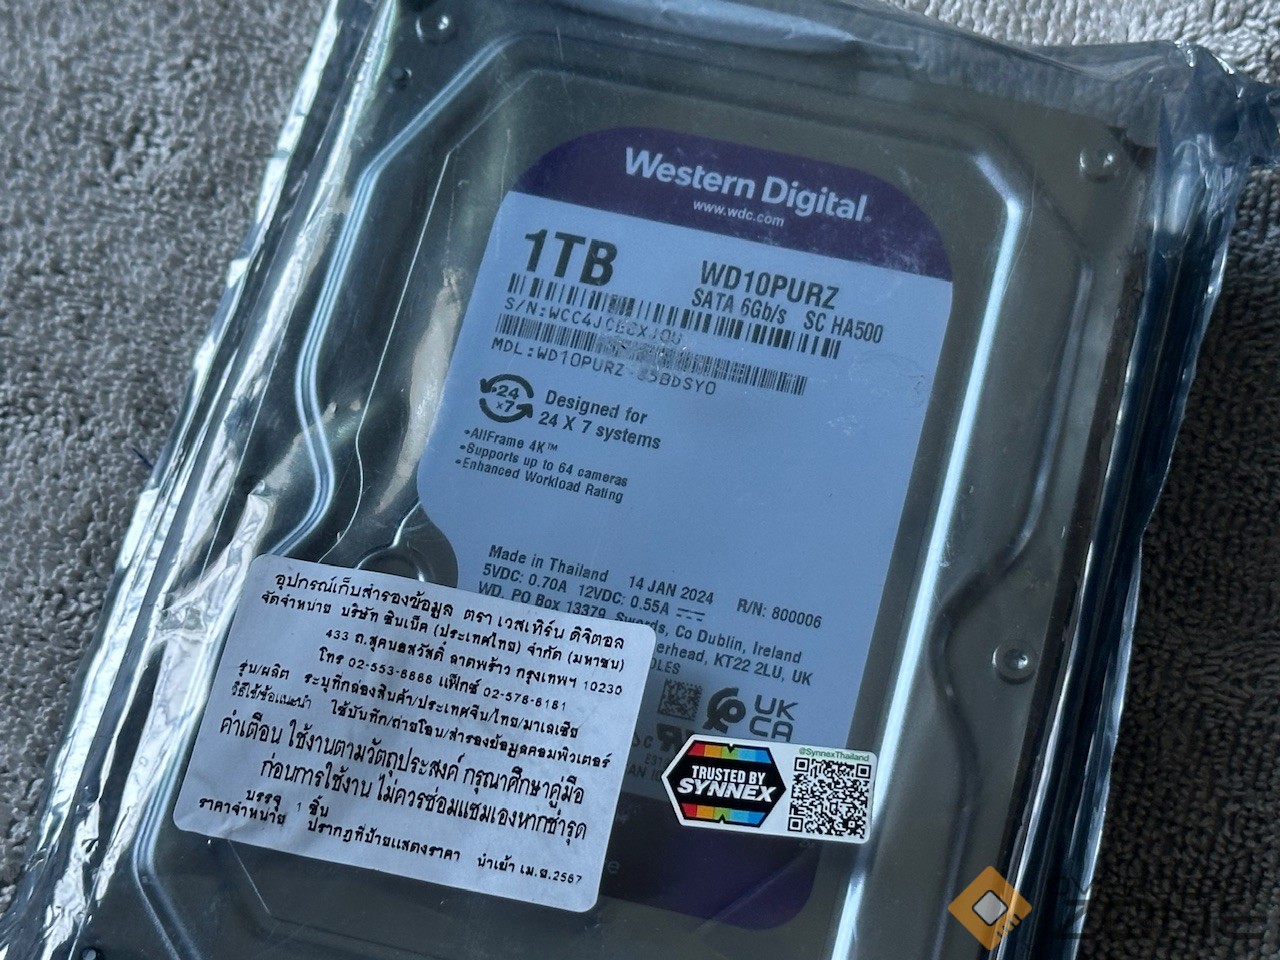 Western Digital
www.wdc.com
1TB
WD10PURZ
SATA 6Gb/s SC HA500
MDL:WD10PURZ
24
x7
Designed for
24 X 7 systems
•AllFrame 4K™
•Supports up to 64 cameras
•Enhanced Workload Rating
Made in Thailand 14 JAN 2024 R/N: 800006
5VDC: 0.70A 12VDC: 0.55A
WD, PO Box 13379, Swords, Co Dublin, Ireland
KT22 2LU, UK
UK
CA
อุปกรณ์เก็บสำรองข้อมูล ตรา เวสเทิร์น ดิจิตอล
จัดจำหน่าย บริษัท ซินเน็ค (ประเทศไทย) จำกัด (มหาชน)
433 ถ.สุคนธสวัสดิ์ ลาดพร้าว กรุงเทพฯ 10230
โทร 02-553-8888 แฟ็กซ์ 02-578-8181
รุ่น/ผลิต ระบุที่กล่องสินค้า/ประเทศจีน/ไทย/มาเลเซีย
วิธีใช้/ข้อแนะนำ ใช้บันทึก/ถ่ายโอน/สำรองข้อมูลคอมพิวเตอร์
คำเตือน ใช้งานตามวัตถุประสงค์ กรุณาศึกษาคู่มือ
ก่อนการใช้งาน ไม่ควรซ่อมแซมเองหากชำรุด
บรรจุ 1 ชิ้น
ราคาจำหน่าย ปรากฏที่ป้ายแสดงราคา นำเข้า เม.ย.2567
TRUSTED BY
SYNNEX
@SynnexThailand